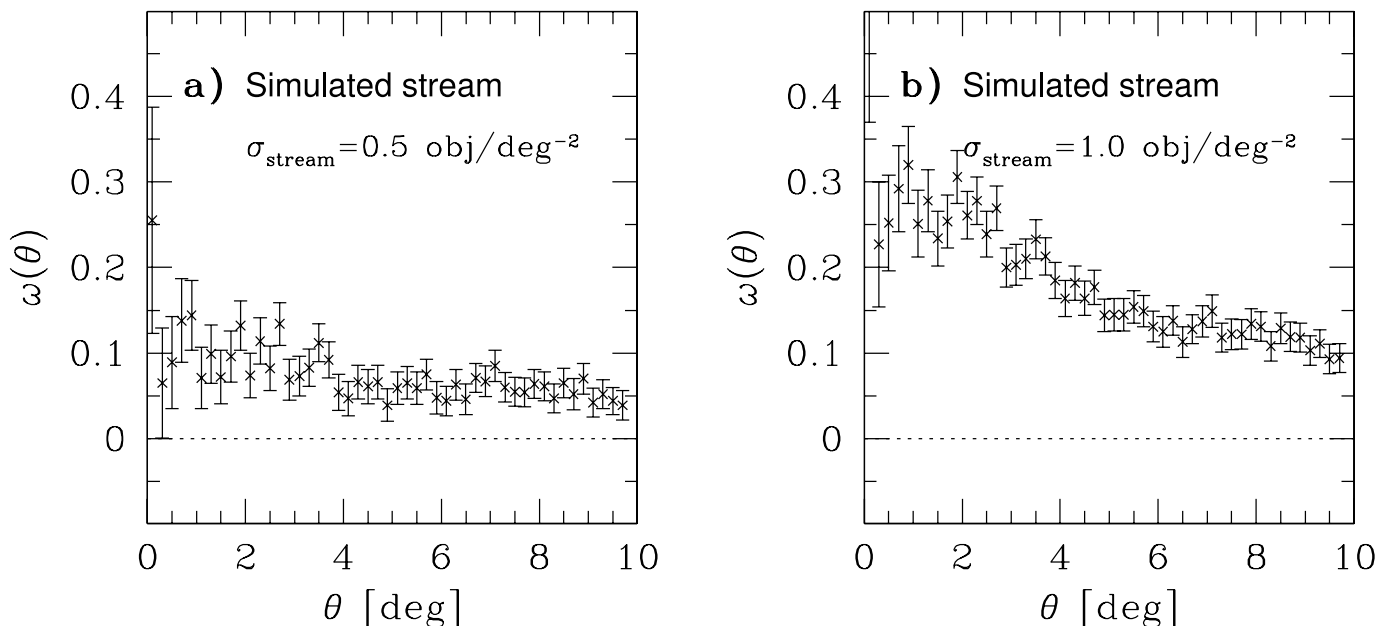 a) Simulated stream
σstream=0.5 obj/deg⁻²
0.4
0.3
0.2
0.1
0
ω(θ)
0 2 4 6 8 10
θ [deg]
b) Simulated stream
σstream=1.0 obj/deg⁻²
0.4
0.3
0.2
0.1
0
ω(θ)
0 2 4 6 8 10
θ [deg]